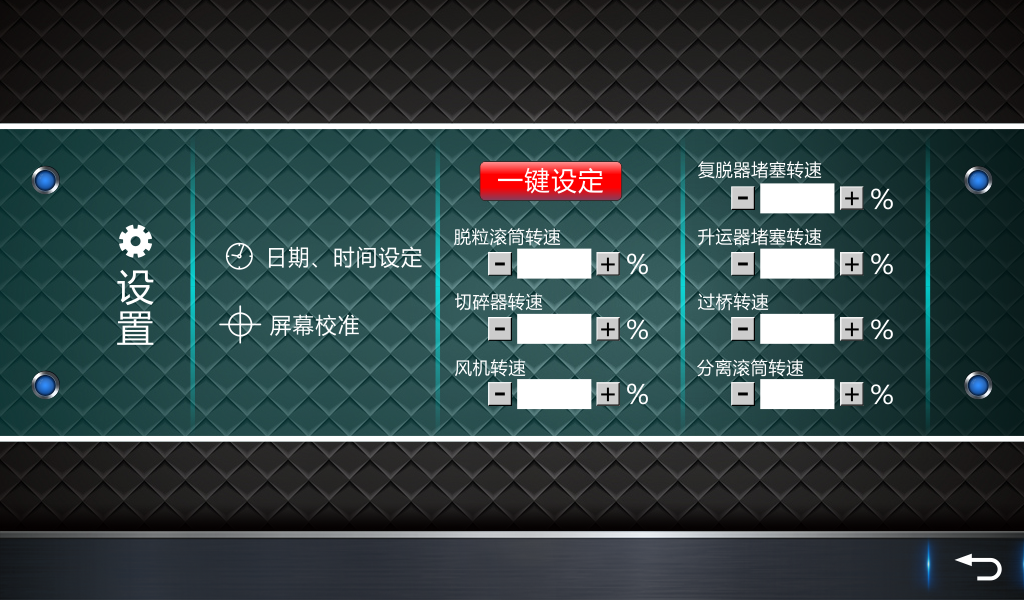 设置
日期、时间设定
屏幕校准
一键设定
脱粒滚筒转速
- + %
切碎器转速
- + %
风机转速
- + %
复脱器堵塞转速
- + %
升运器堵塞转速
- + %
过桥转速
- + %
分离滚筒转速
- + %